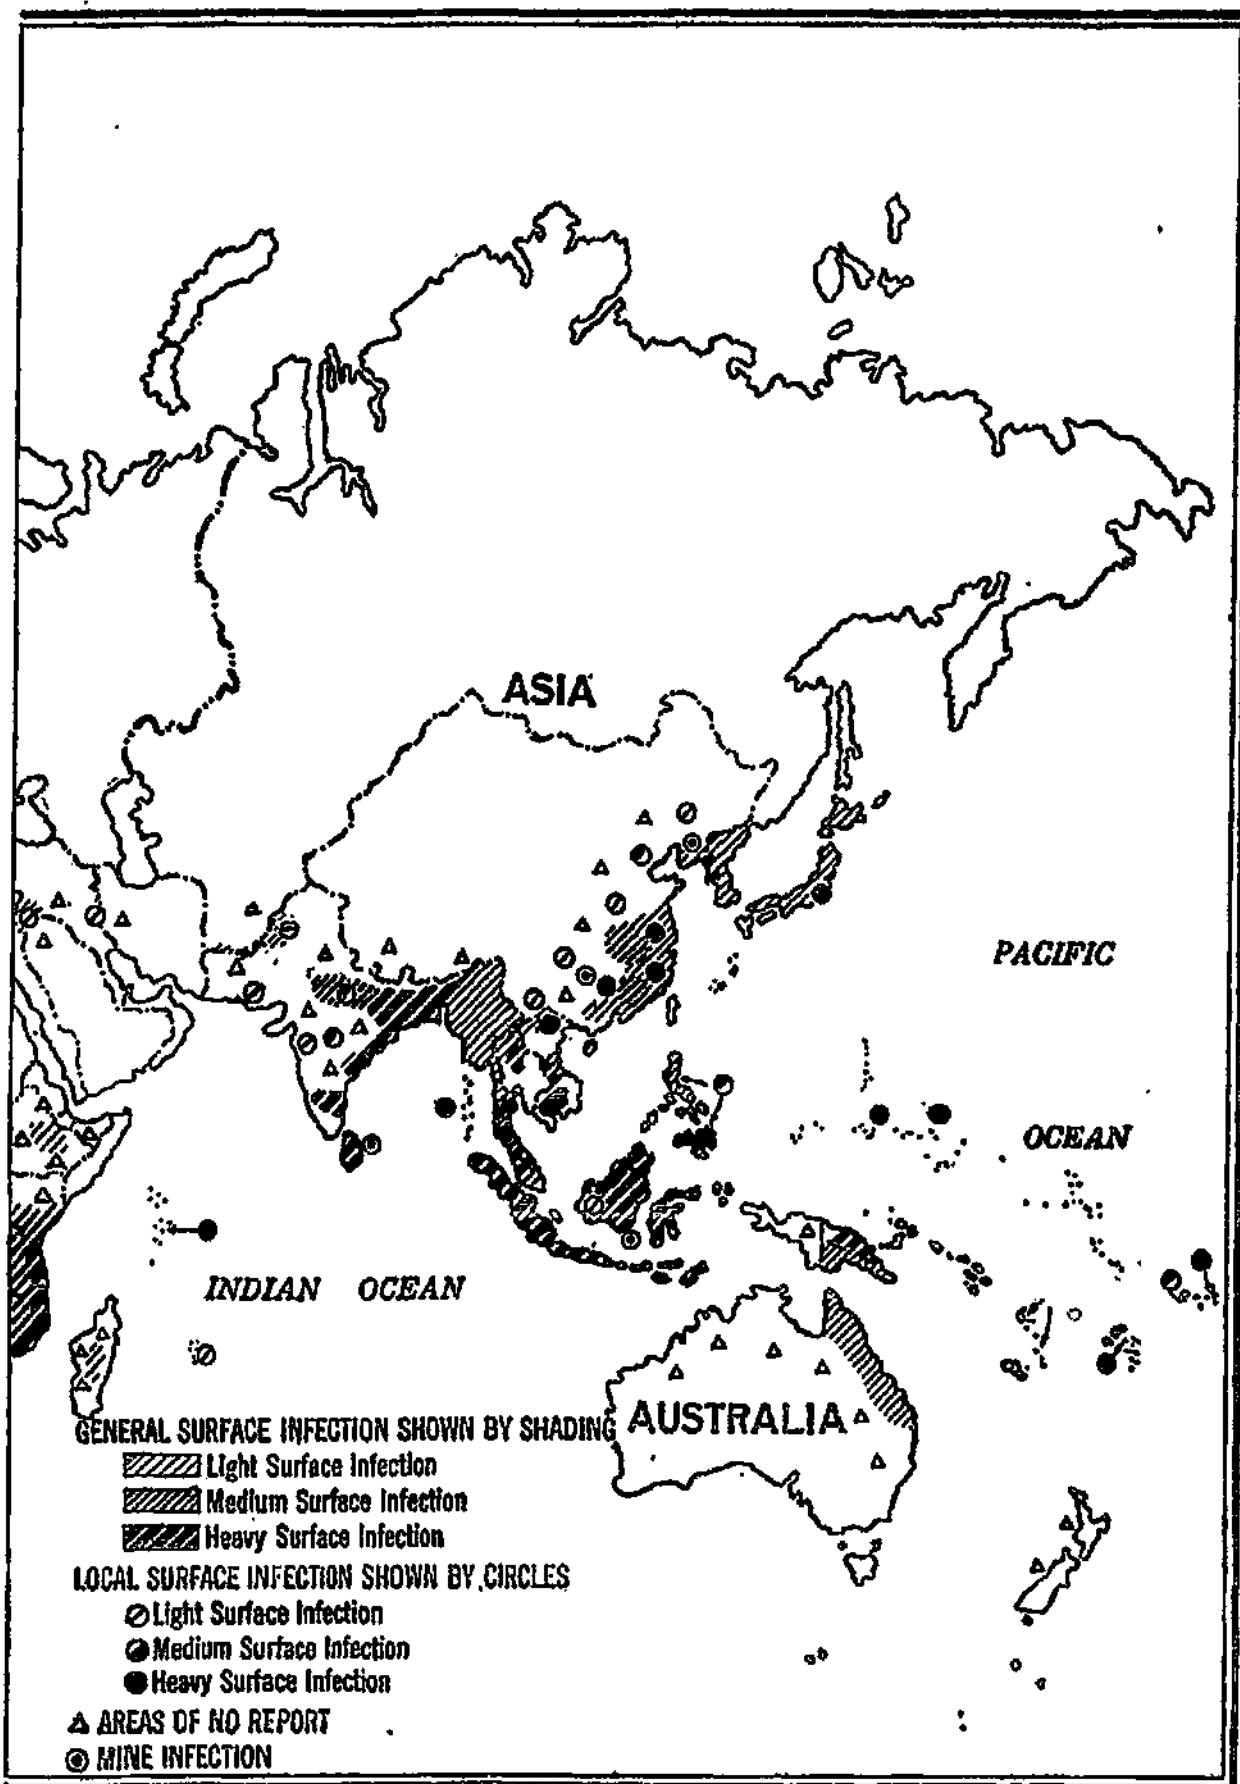 ASIA
PACIFIC
OCEAN
INDIAN OCEAN
AUSTRALIA
GENERAL SURFACE INFECTION SHOWN BY SHADING
Light Surface Infection
Medium Surface Infection
Heavy Surface Infection
LOCAL SURFACE INFECTION SHOWN BY CIRCLES
Light Surface Infection
Medium Surface Infection
Heavy Surface Infection
AREAS OF NO REPORT
MINE INFECTION